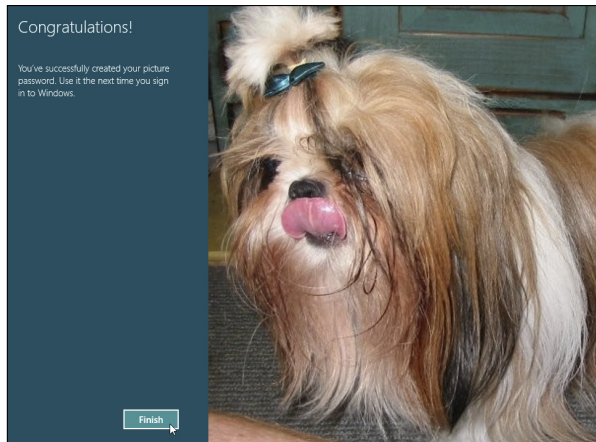 Congratulations!
You've successfully created your picture
password. Use it the next time you sign
in to Windows.
Finish